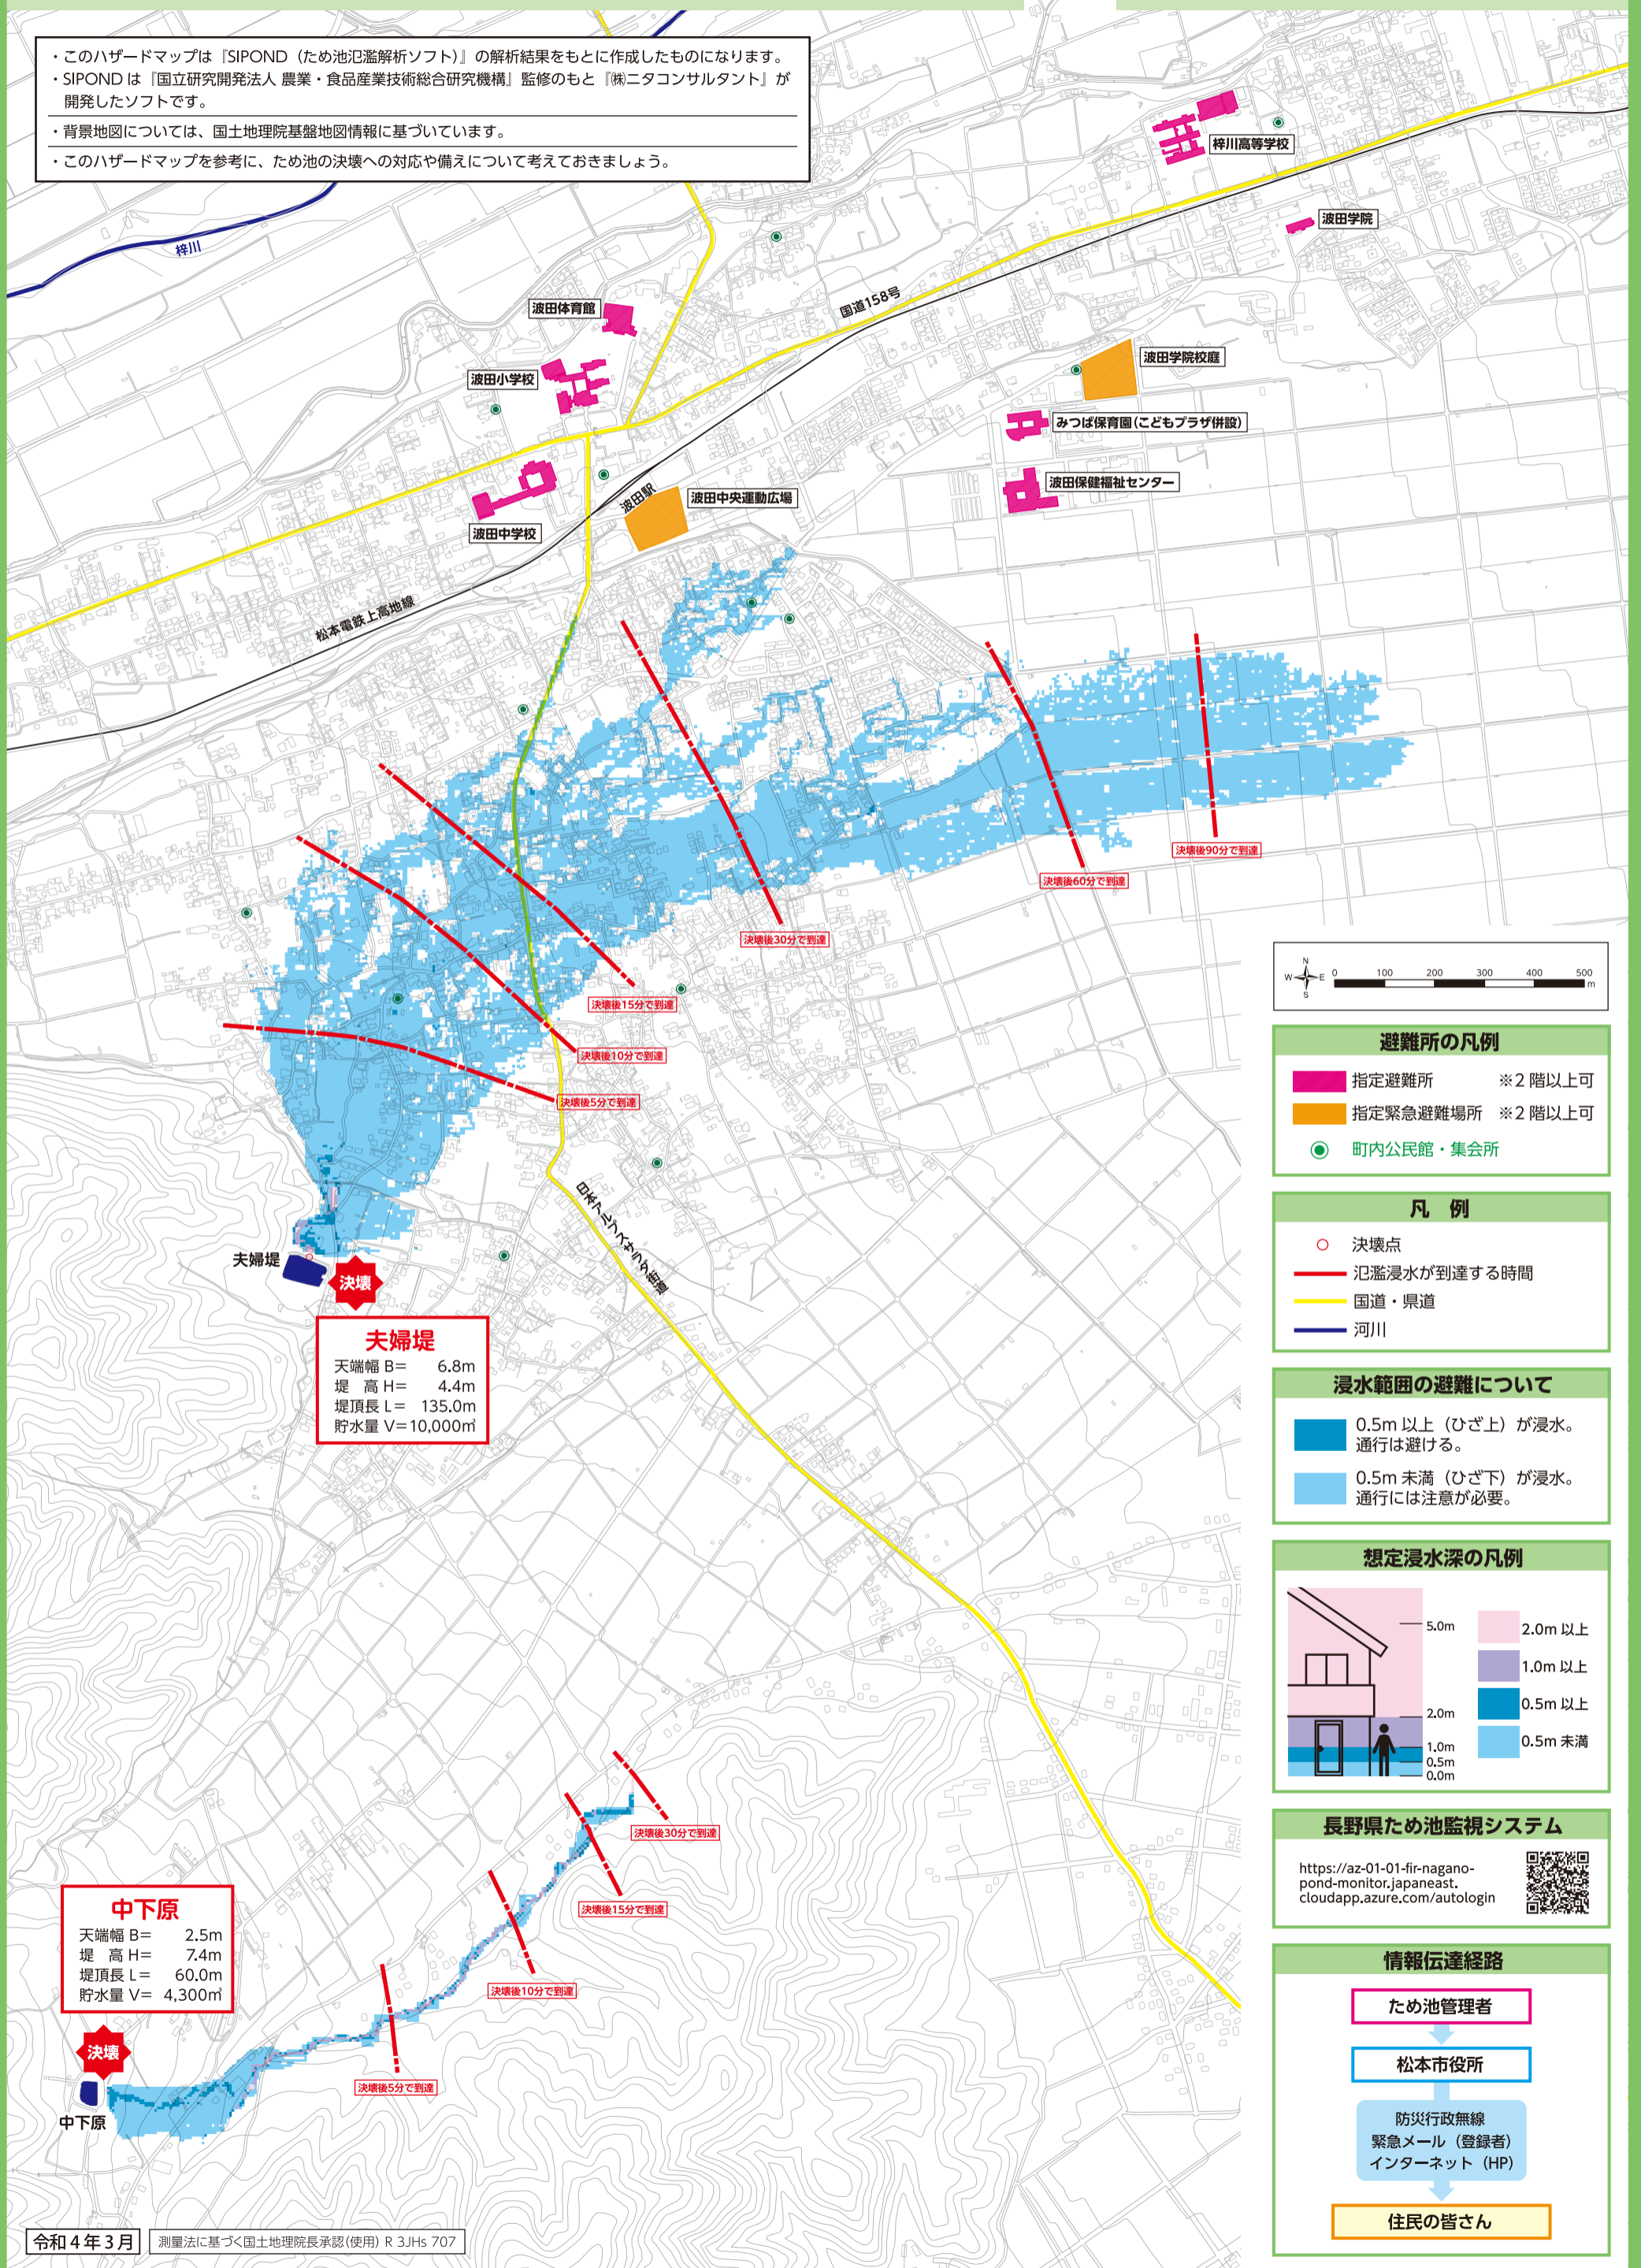 ・このハザードマップは『SIPOND（ため池氾濫解析ソフト）』の解析結果をもとに作成したものになります。
・SIPOND は『国立研究開発法人 農業・食品産業技術総合研究機構』監修のもと『㈱ニタコンサルタント』が
開発したソフトです。
・背景地図については、国土地理院基盤地図情報に基づいています。
・このハザードマップを参考に、ため池の決壊への対応や備えについて考えておきましょう。
梓川高等学校
波田学院
梓川
国道158号
波田体育館
波田学院校庭
波田小学校
みつば保育園(こどもプラザ併設)
波田保健福祉センター
波田駅
波田中央運動広場
波田中学校
松本電鉄上高地線
決壊後90分で到達
決壊後60分で到達
決壊後30分で到達
決壊後15分で到達
決壊後10分で到達
決壊後5分で到達
日本アルプスサラダ街道
夫婦堤
決壊
夫婦堤
天端幅 B= 6.8m
堤 高 H= 4.4m
堤頂長 L= 135.0m
貯水量 V=10,000㎥
決壊後30分で到達
決壊後15分で到達
決壊後10分で到達
決壊後5分で到達
中下原
天端幅 B= 2.5m
堤 高 H= 7.4m
堤頂長 L= 60.0m
貯水量 V= 4,300㎥
決壊
中下原
令和4年3月
測量法に基づく国土地理院長承認(使用) R 3JHs 707
N
W E
S
0 100 200 300 400 500
m
避難所の凡例
指定避難所 ※2階以上可
指定緊急避難場所 ※2階以上可
町内公民館・集会所
凡 例
決壊点
氾濫浸水が到達する時間
国道・県道
河川
浸水範囲の避難について
0.5m 以上（ひざ上）が浸水。
通行は避ける。
0.5m 未満（ひざ下）が浸水。
通行には注意が必要。
想定浸水深の凡例
5.0m
2.0m
1.0m
0.5m
0.0m
2.0m 以上
1.0m 以上
0.5m 以上
0.5m 未満
長野県ため池監視システム
https://az-01-01-fir-nagano-
pond-monitor.japaneast.
cloudapp.azure.com/autologin
情報伝達経路
ため池管理者
松本市役所
防災行政無線
緊急メール（登録者）
インターネット（HP）
住民の皆さん